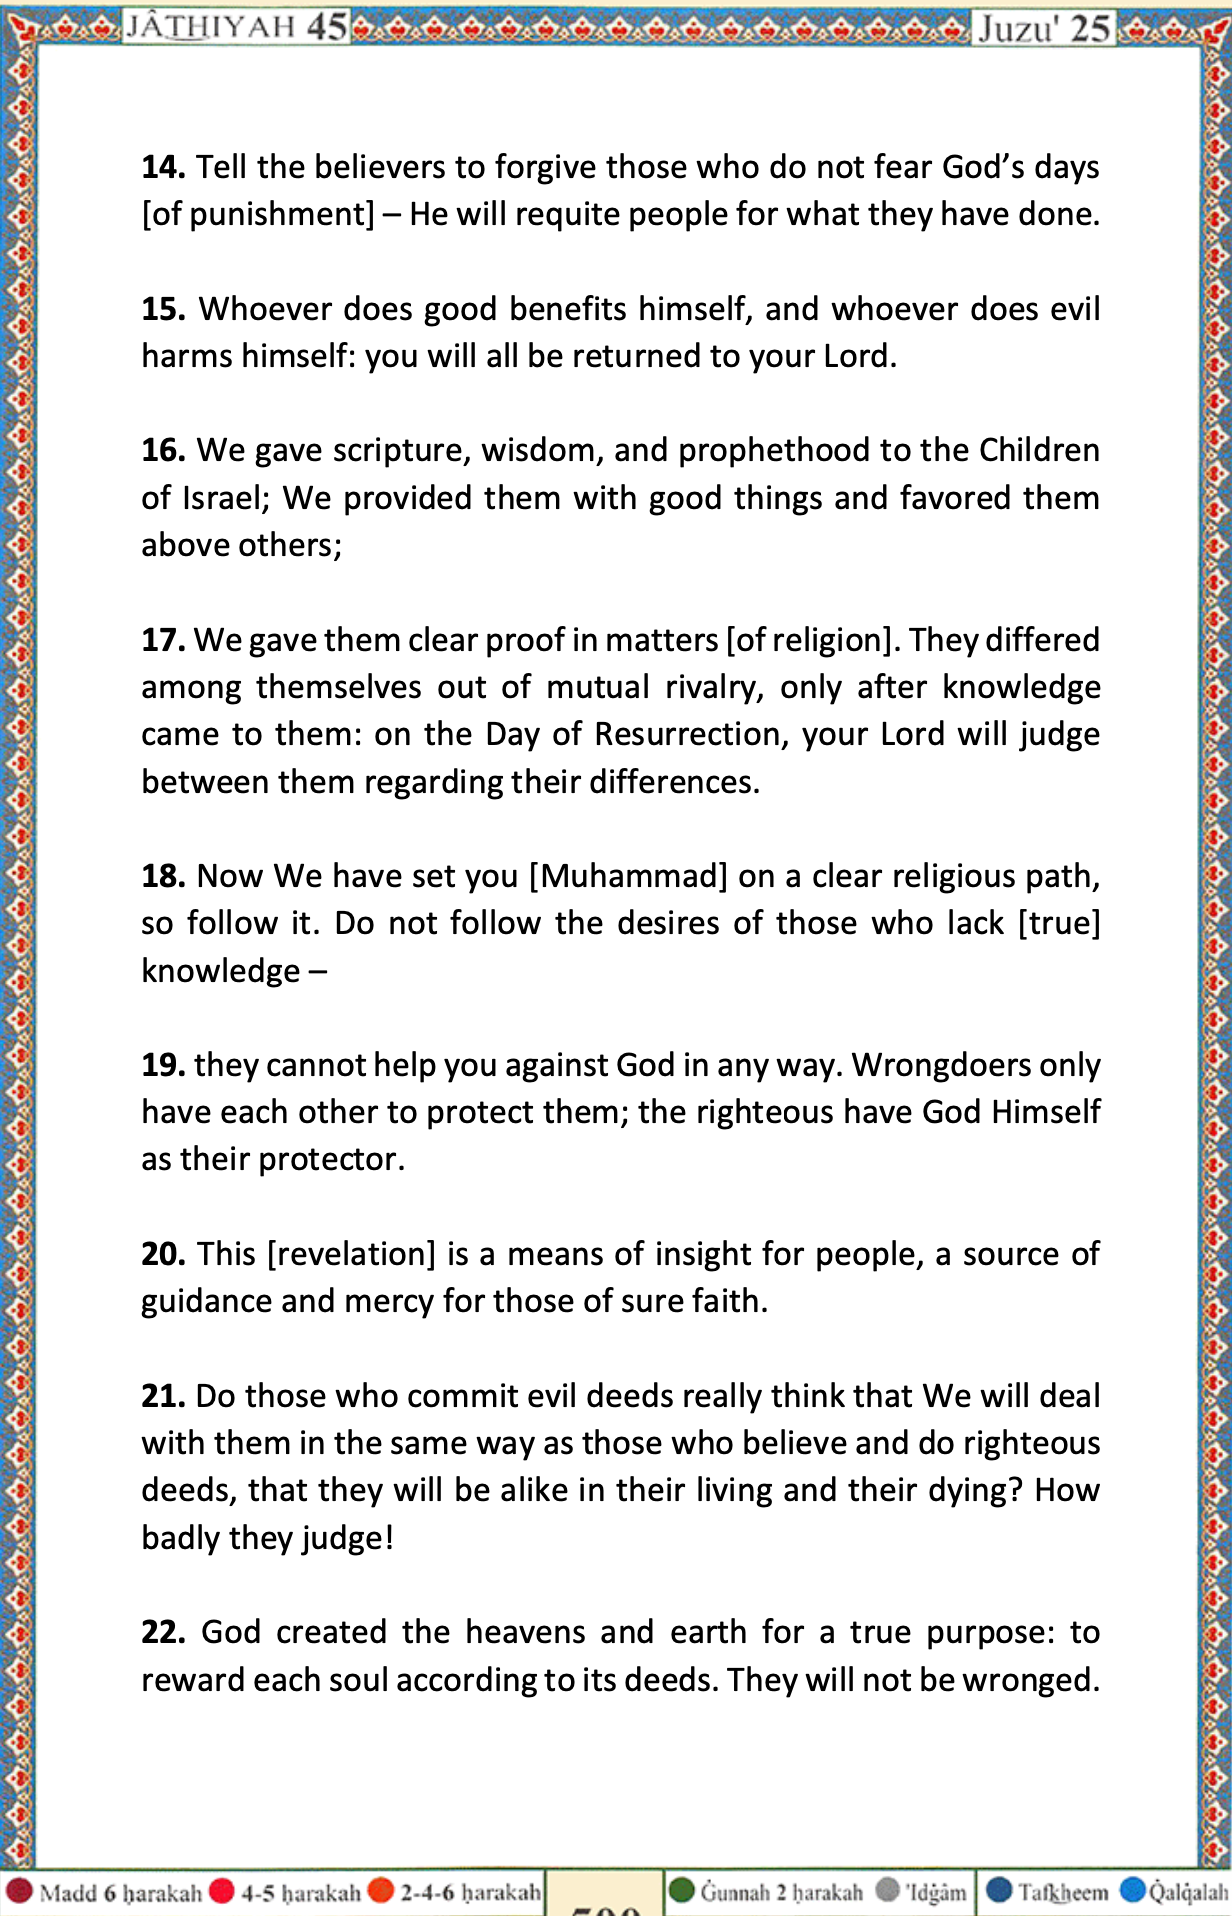 JÂTHIYAH 45
Juzu' 25
14. Tell the believers to forgive those who do not fear God’s days
[of punishment] – He will requite people for what they have done.
15. Whoever does good benefits himself, and whoever does evil
harms himself: you will all be returned to your Lord.
16. We gave scripture, wisdom, and prophethood to the Children
of Israel; We provided them with good things and favored them
above others;
17. We gave them clear proof in matters [of religion]. They differed
among themselves out of mutual rivalry, only after knowledge
came to them: on the Day of Resurrection, your Lord will judge
between them regarding their differences.
18. Now We have set you [Muhammad] on a clear religious path,
so follow it. Do not follow the desires of those who lack [true]
knowledge –
19. they cannot help you against God in any way. Wrongdoers only
have each other to protect them; the righteous have God Himself
as their protector.
20. This [revelation] is a means of insight for people, a source of
guidance and mercy for those of sure faith.
21. Do those who commit evil deeds really think that We will deal
with them in the same way as those who believe and do righteous
deeds, that they will be alike in their living and their dying? How
badly they judge!
22. God created the heavens and earth for a true purpose: to
reward each soul according to its deeds. They will not be wronged.
Madd 6 ḥarakah 4-5 ḥarakah 2-4-6 ḥarakah
Ġunnah 2 ḥarakah 'Idġâm Tafkheem Q̇alq̇alah